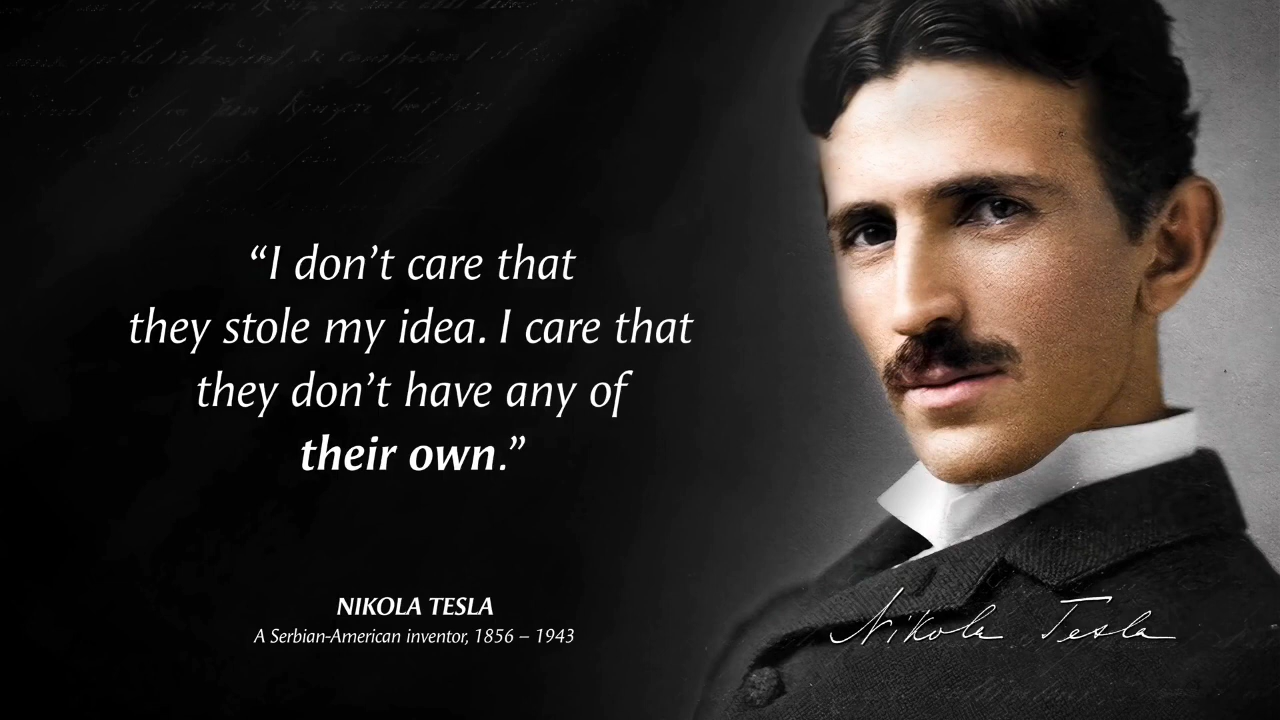 “I don’t care that
they stole my idea. I care that
they don’t have any of
their own.”
NIKOLA TESLA
A Serbian-American inventor, 1856 – 1943
Nikola Tesla